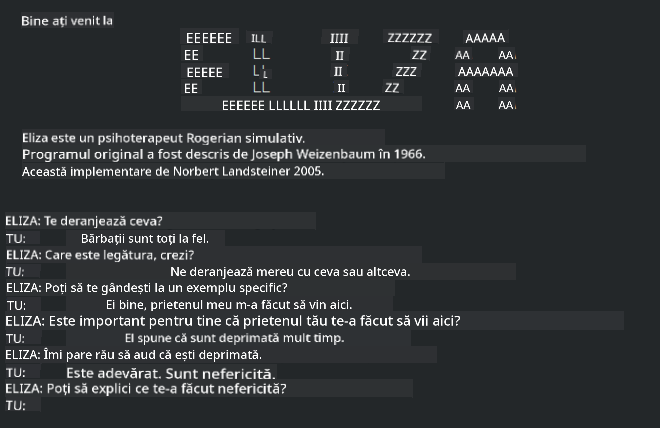 Bine ați venit la
EEEEEE ILL IIII ZZZZZZ AAAAA
EE LL II ZZ AA AA
EEEEE LL II ZZZ AAAAAAA
EE LL II ZZ AA AA
EEEEEE LLLLLL IIII ZZZZZZ AA AA
Eliza este un psihoterapeut Rogerian simulativ.
Programul original a fost descris de Joseph Weizenbaum în 1966.
Această implementare de Norbert Landsteiner 2005.
ELIZA: Te deranjează ceva?
TU: Bărbații sunt toți la fel.
ELIZA: Care este legătura, crezi?
TU: Ne deranjează mereu cu ceva sau altceva.
ELIZA: Poți să te gândești la un exemplu specific?
TU: Ei bine, prietenul meu m-a făcut să vin aici.
ELIZA: Este important pentru tine că prietenul tău te-a făcut să vii aici?
TU: El spune că sunt deprimată mult timp.
ELIZA: Îmi pare rău să aud că ești deprimată.
TU: Este adevărat. Sunt nefericită.
ELIZA: Poți să explici ce te-a făcut nefericită?
TU: